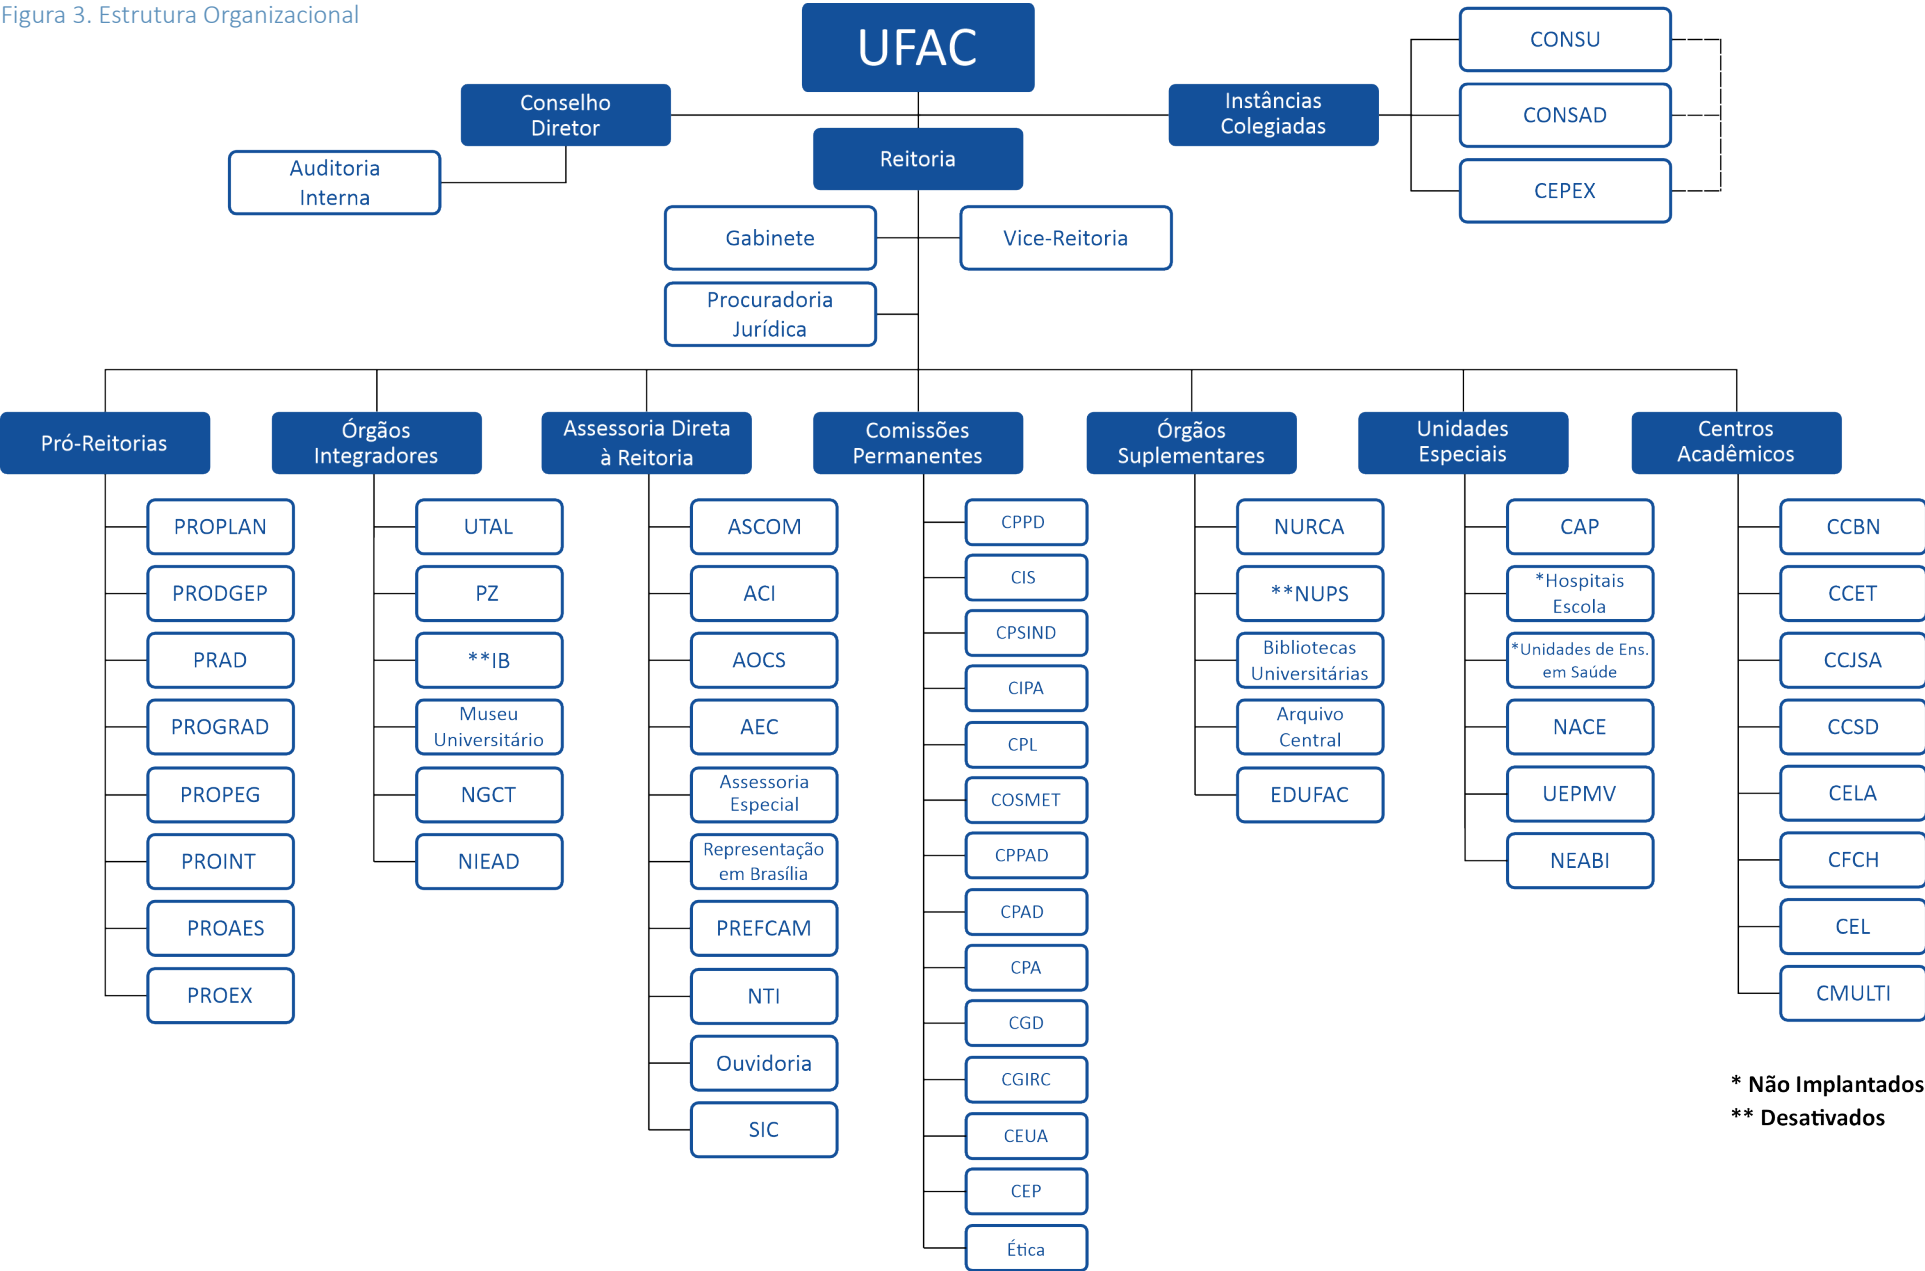 Figura 3. Estrutura Organizacional
UFAC
Conselho
Diretor
Instâncias
Colegiadas
CONSU
CONSAD
CEPEX
Auditoria
Interna
Reitoria
Gabinete
Vice-Reitoria
Procuradoria
Jurídica
Pró-Reitorias
PROPLAN
PRODGEP
PRAD
PROGRAD
PROPEG
PROINT
PROAES
PROEX
Órgãos
Integradores
UTAL
PZ
**IB
Museu
Universitário
NGCT
NIEAD
Assessoria Direta
à Reitoria
ASCOM
ACI
AOCS
AEC
Assessoria
Especial
Representação
em Brasília
PREFCAM
NTI
Ouvidoria
SIC
Comissões
Permanentes
CPPD
CIS
CPSIND
CIPA
CPL
COSMET
CPPAD
CPAD
CPA
CGD
CGIRC
CEUA
CEP
Ética
Órgãos
Suplementares
NURCA
**NUPS
Bibliotecas
Universitárias
Arquivo
Central
EDUFAC
Unidades
Especiais
CAP
*Hospitais
Escola
*Unidades de Ens.
em Saúde
NACE
UEPMV
NEABI
Centros
Acadêmicos
CCBN
CCET
CCJSA
CCSD
CELA
CFCH
CEL
CMULTI
* Não Implantados
** Desativados